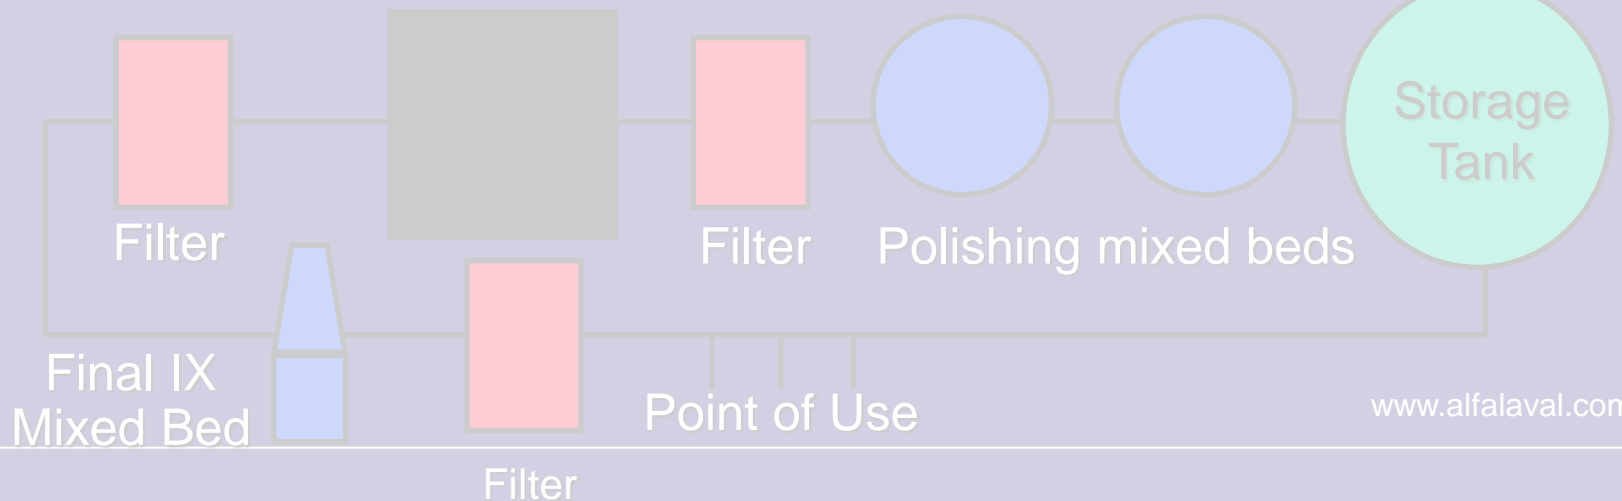 Storage
Tank
Filter
Filter
Polishing mixed beds
Final IX
Mixed Bed
Point of Use
www.alfalaval.com
Filter